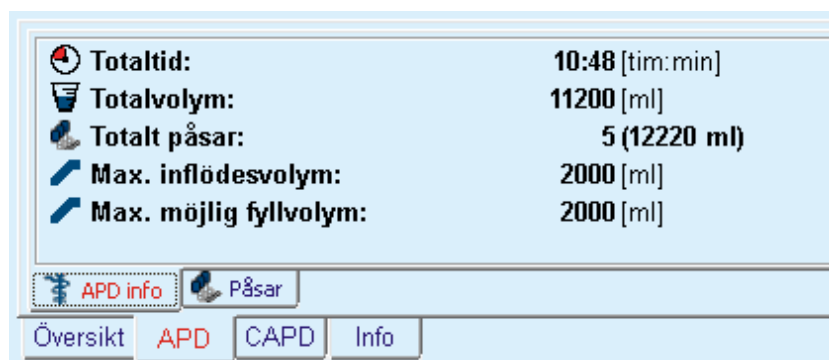 Totaltid: 10:48 [tim:min]
Totalvolym: 11200 [ml]
Totalt påsar: 5 (12220 ml)
Max. inflödesvolym: 2000 [ml]
Max. möjlig fyllvolym: 2000 [ml]
APD info Påsar
Översikt APD CAPD Info